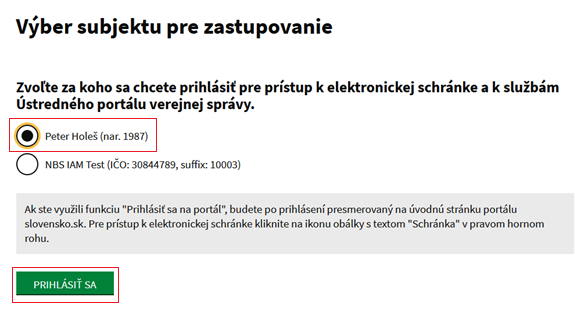 Výber subjektu pre zastupovanie
Zvoľte za koho sa chcete prihlásiť pre prístup k elektronickej schránke a k službám
Ústredného portálu verejnej správy.
Peter Holeš (nar. 1987)
NBS IAM Test (IČO: 30844789, suffix: 10003)
Ak ste využili funkciu "Prihlásiť sa na portál", budete po prihlásení presmerovaný na úvodnú stránku portálu
slovensko.sk. Pre prístup k elektronickej schránke kliknite na ikonu obálky s textom "Schránka" v pravom hornom
rohu.
PRIHLÁSIŤ SA